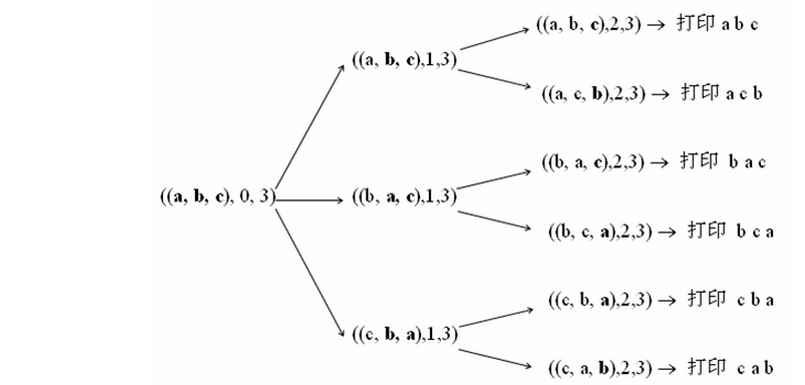 ((a, b, c),2,3) → 打印 a b c
((a, b, c),1,3)
((a, c, b),2,3) → 打印 a c b
((b, a, c),2,3) → 打印 b a c
((a, b, c), 0, 3) ((b, a, c),1,3)
((b, c, a),2,3) → 打印 b c a
((c, b, a),2,3) → 打印 c b a
((c, b, a),1,3)
((c, a, b),2,3) → 打印 c a b